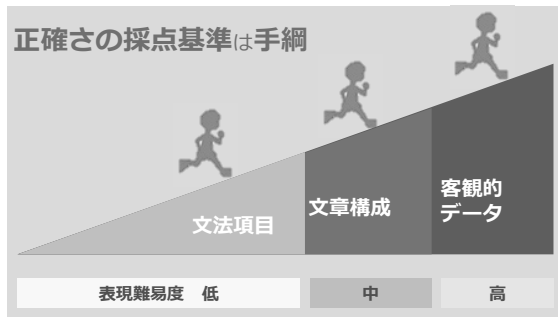 正確さの採点基準は手綱
文法項目
文章構成
客観的
データ
表現難易度 低
中
高